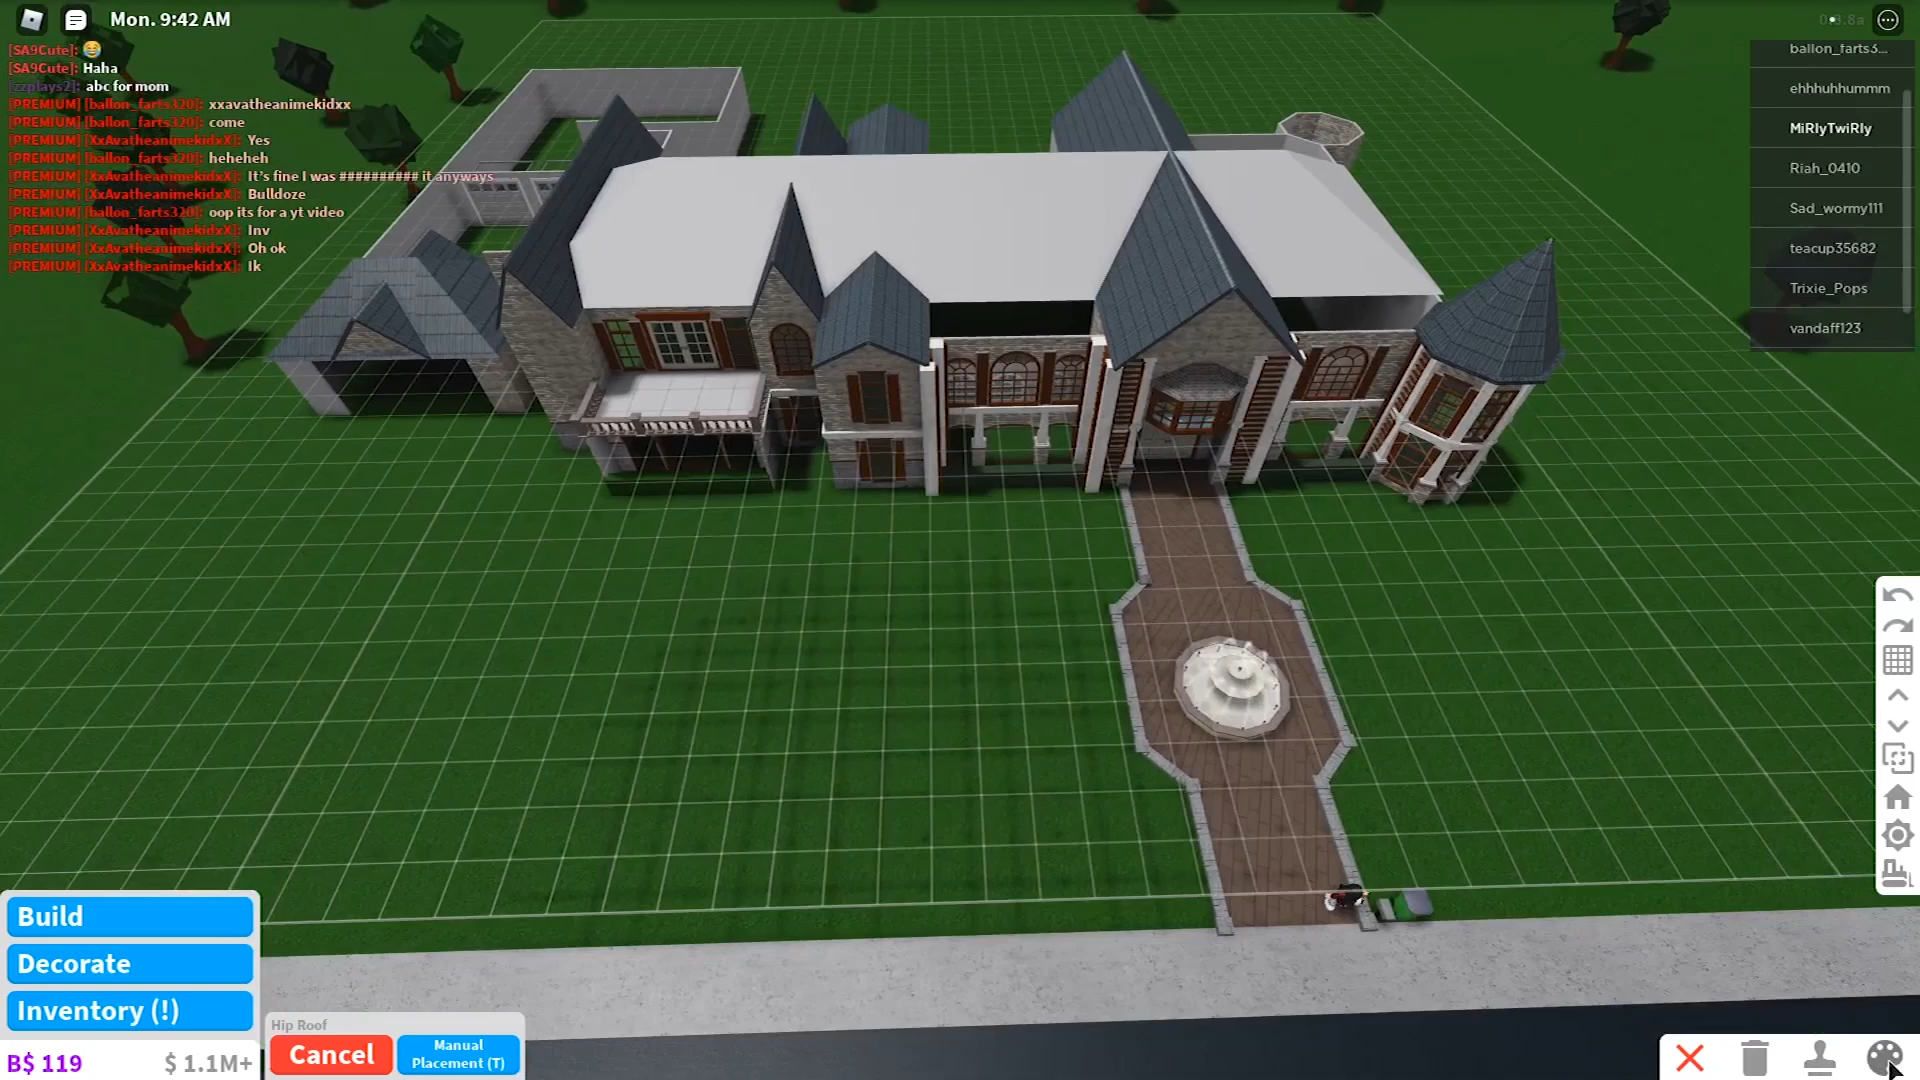 Mon. 9:42 AM
[SA9Cute]: 😂
[SA9Cute]: Haha
[zzplays2]: abc for mom
[PREMIUM] [ballon_farts320]: xxavatheanimekidxx
[PREMIUM] [ballon_farts320]: come
[PREMIUM] [XxAvatheanimekidxX]: Yes
[PREMIUM] [ballon_farts320]: heheheh
[PREMIUM] [XxAvatheanimekidxX]: It's fine I was ########## it anyways
[PREMIUM] [XxAvatheanimekidxX]: Bulldoze
[PREMIUM] [ballon_farts320]: oop its for a yt video
[PREMIUM] [XxAvatheanimekidxX]: Inv
[PREMIUM] [XxAvatheanimekidxX]: Oh ok
[PREMIUM] [XxAvatheanimekidxX]: Ik
ballon_farts3...
ehhhuhhummm
MiRlyTwiRly
Riah_0410
Sad_wormy111
teacup35682
Trixie_Pops
vandaff123
Build
Decorate
Inventory (!)
B$ 119
$ 1.1M+
Hip Roof
Cancel
Manual
Placement (T)